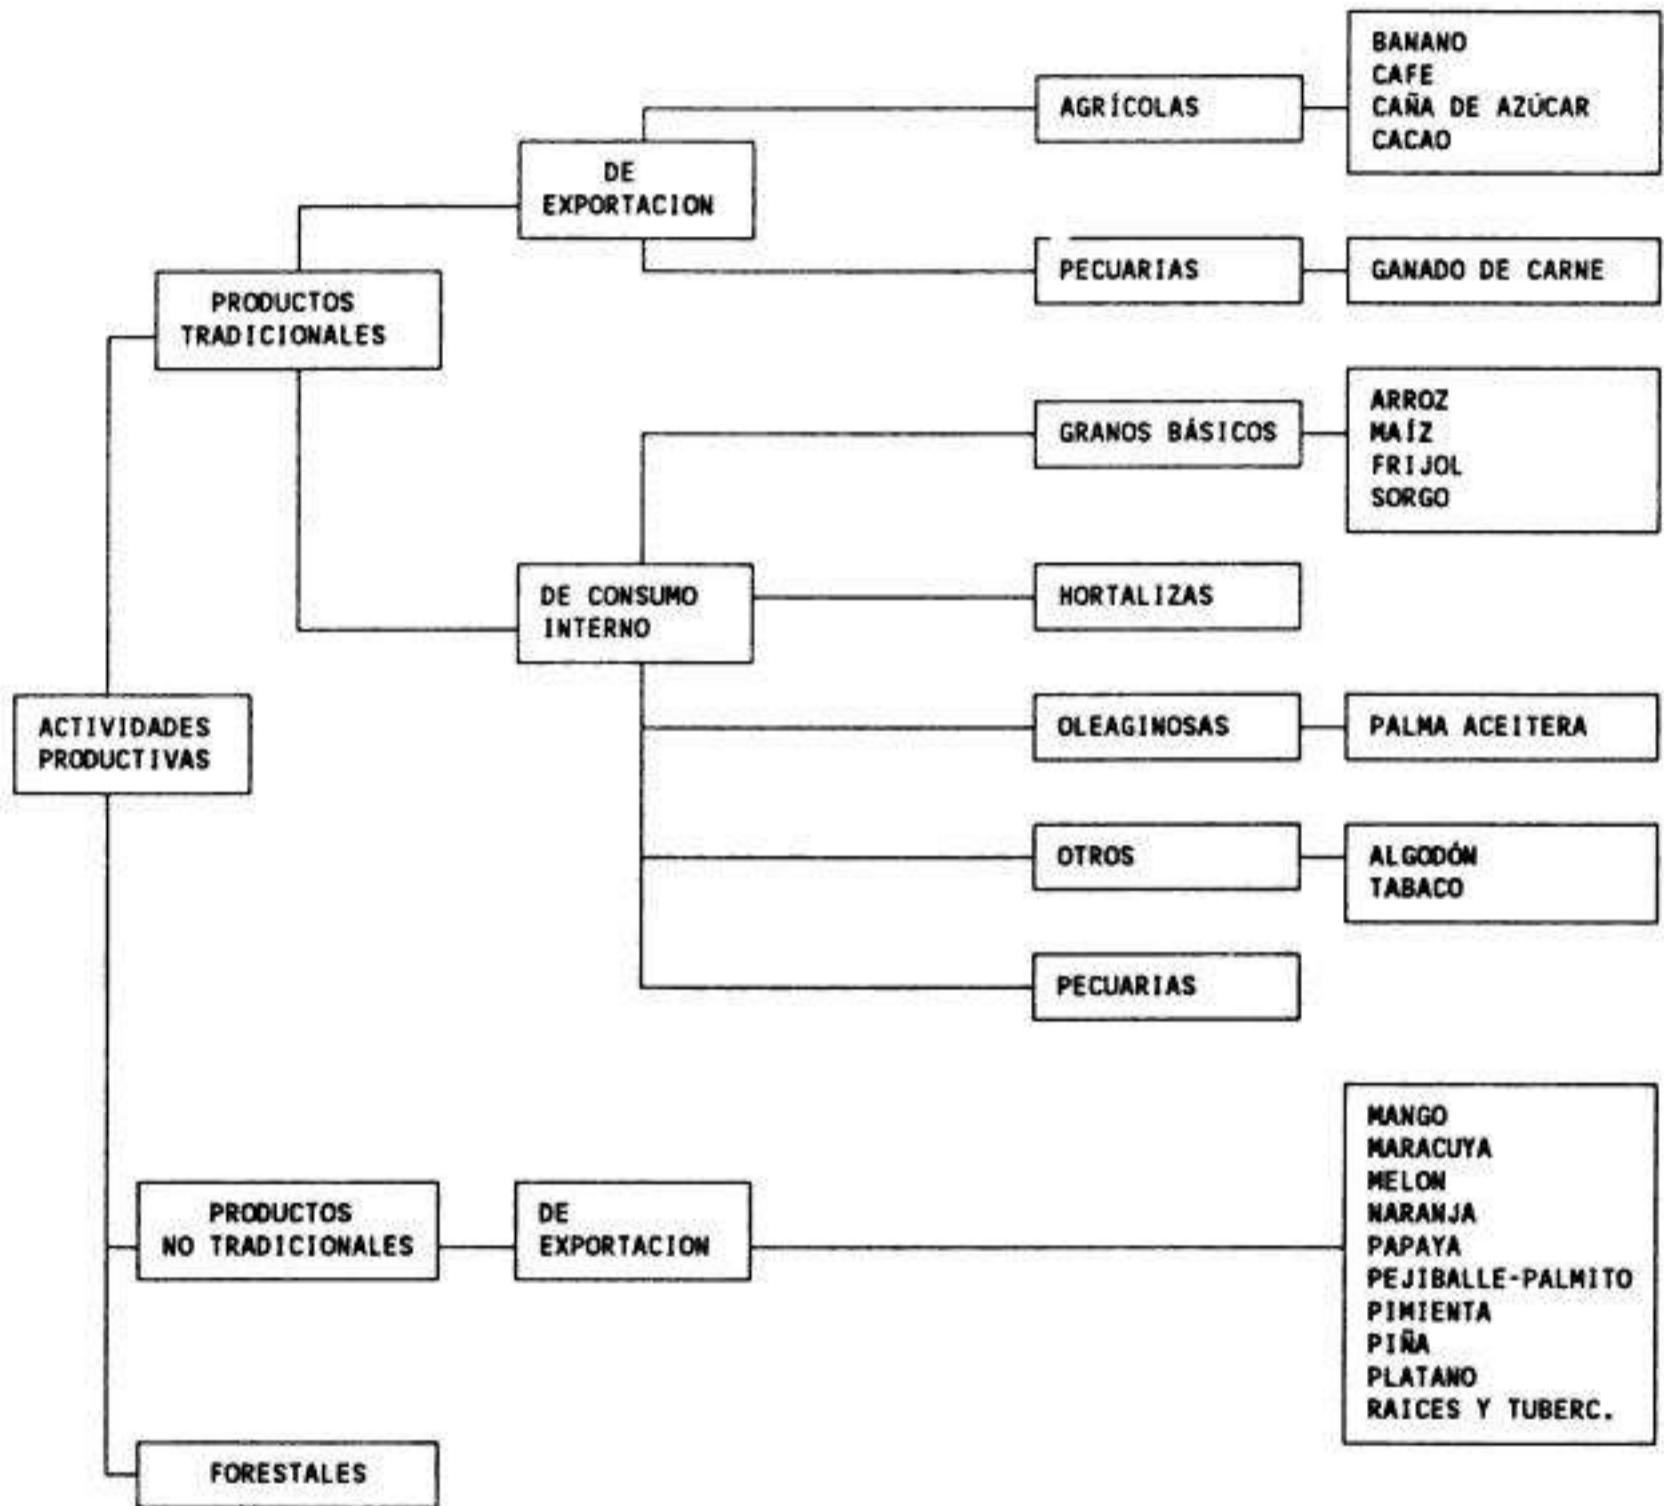 BANANO
CAFE
CAÑA DE AZÚCAR
CACAO
AGRÍCOLAS
DE
EXPORTACION
PECUARIAS
GANADO DE CARNE
PRODUCTOS
TRADICIONALES
GRANOS BÁSICOS
ARROZ
MAÍZ
FRIJOL
SORGO
DE CONSUMO
INTERNO
HORTALIZAS
ACTIVIDADES
PRODUCTIVAS
OLEAGINOSAS
PALMA ACEITERA
OTROS
ALGODÓN
TABACO
PECUARIAS
PRODUCTOS
NO TRADICIONALES
DE
EXPORTACION
MANGO
MARACUYA
MELON
NARANJA
PAPAYA
PEJIBALLE-PALMITO
PIMIENTA
PIÑA
PLATANO
RAICES Y TUBERC.
FORESTALES